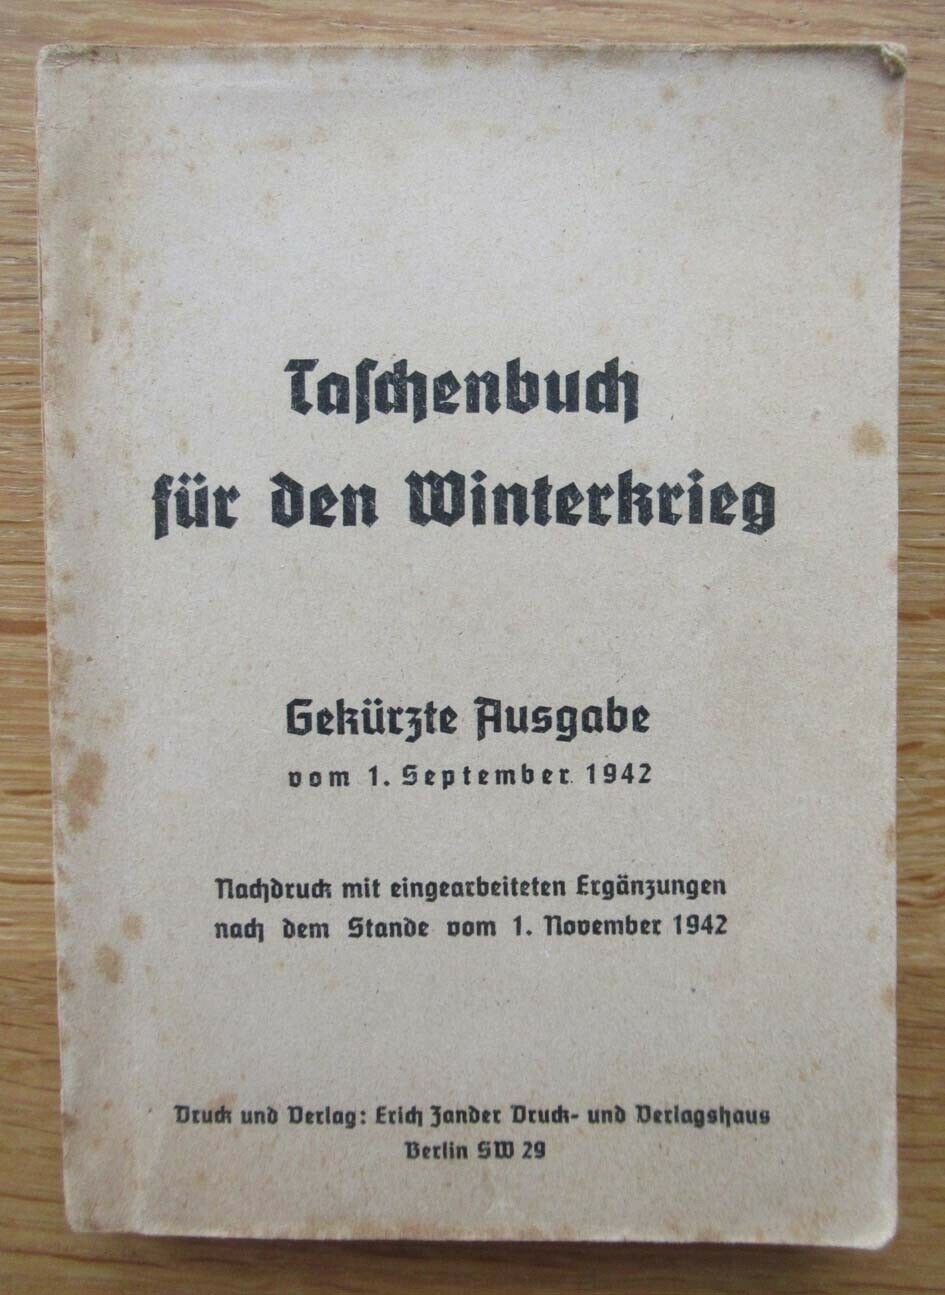 Taschenbuch
für den Winterkrieg
Gekürzte Ausgabe
vom 1. September 1942
Nachdruck mit eingearbeiteten Ergänzungen
nach dem Stande vom 1. November 1942
Druck und Verlag: Erich Zander Druck- und Verlagshaus
Berlin SW 29